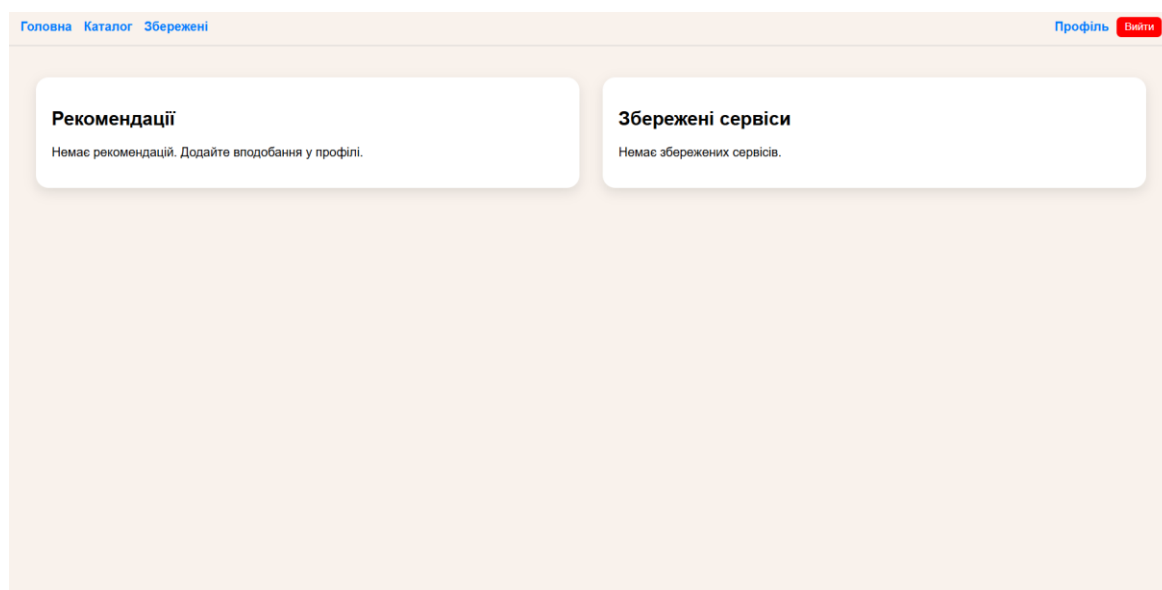 Головна Каталог Збережені Профіль Вийти
Рекомендації
Немає рекомендацій. Додайте вподобання у профілі.
Збережені сервіси
Немає збережених сервісів.